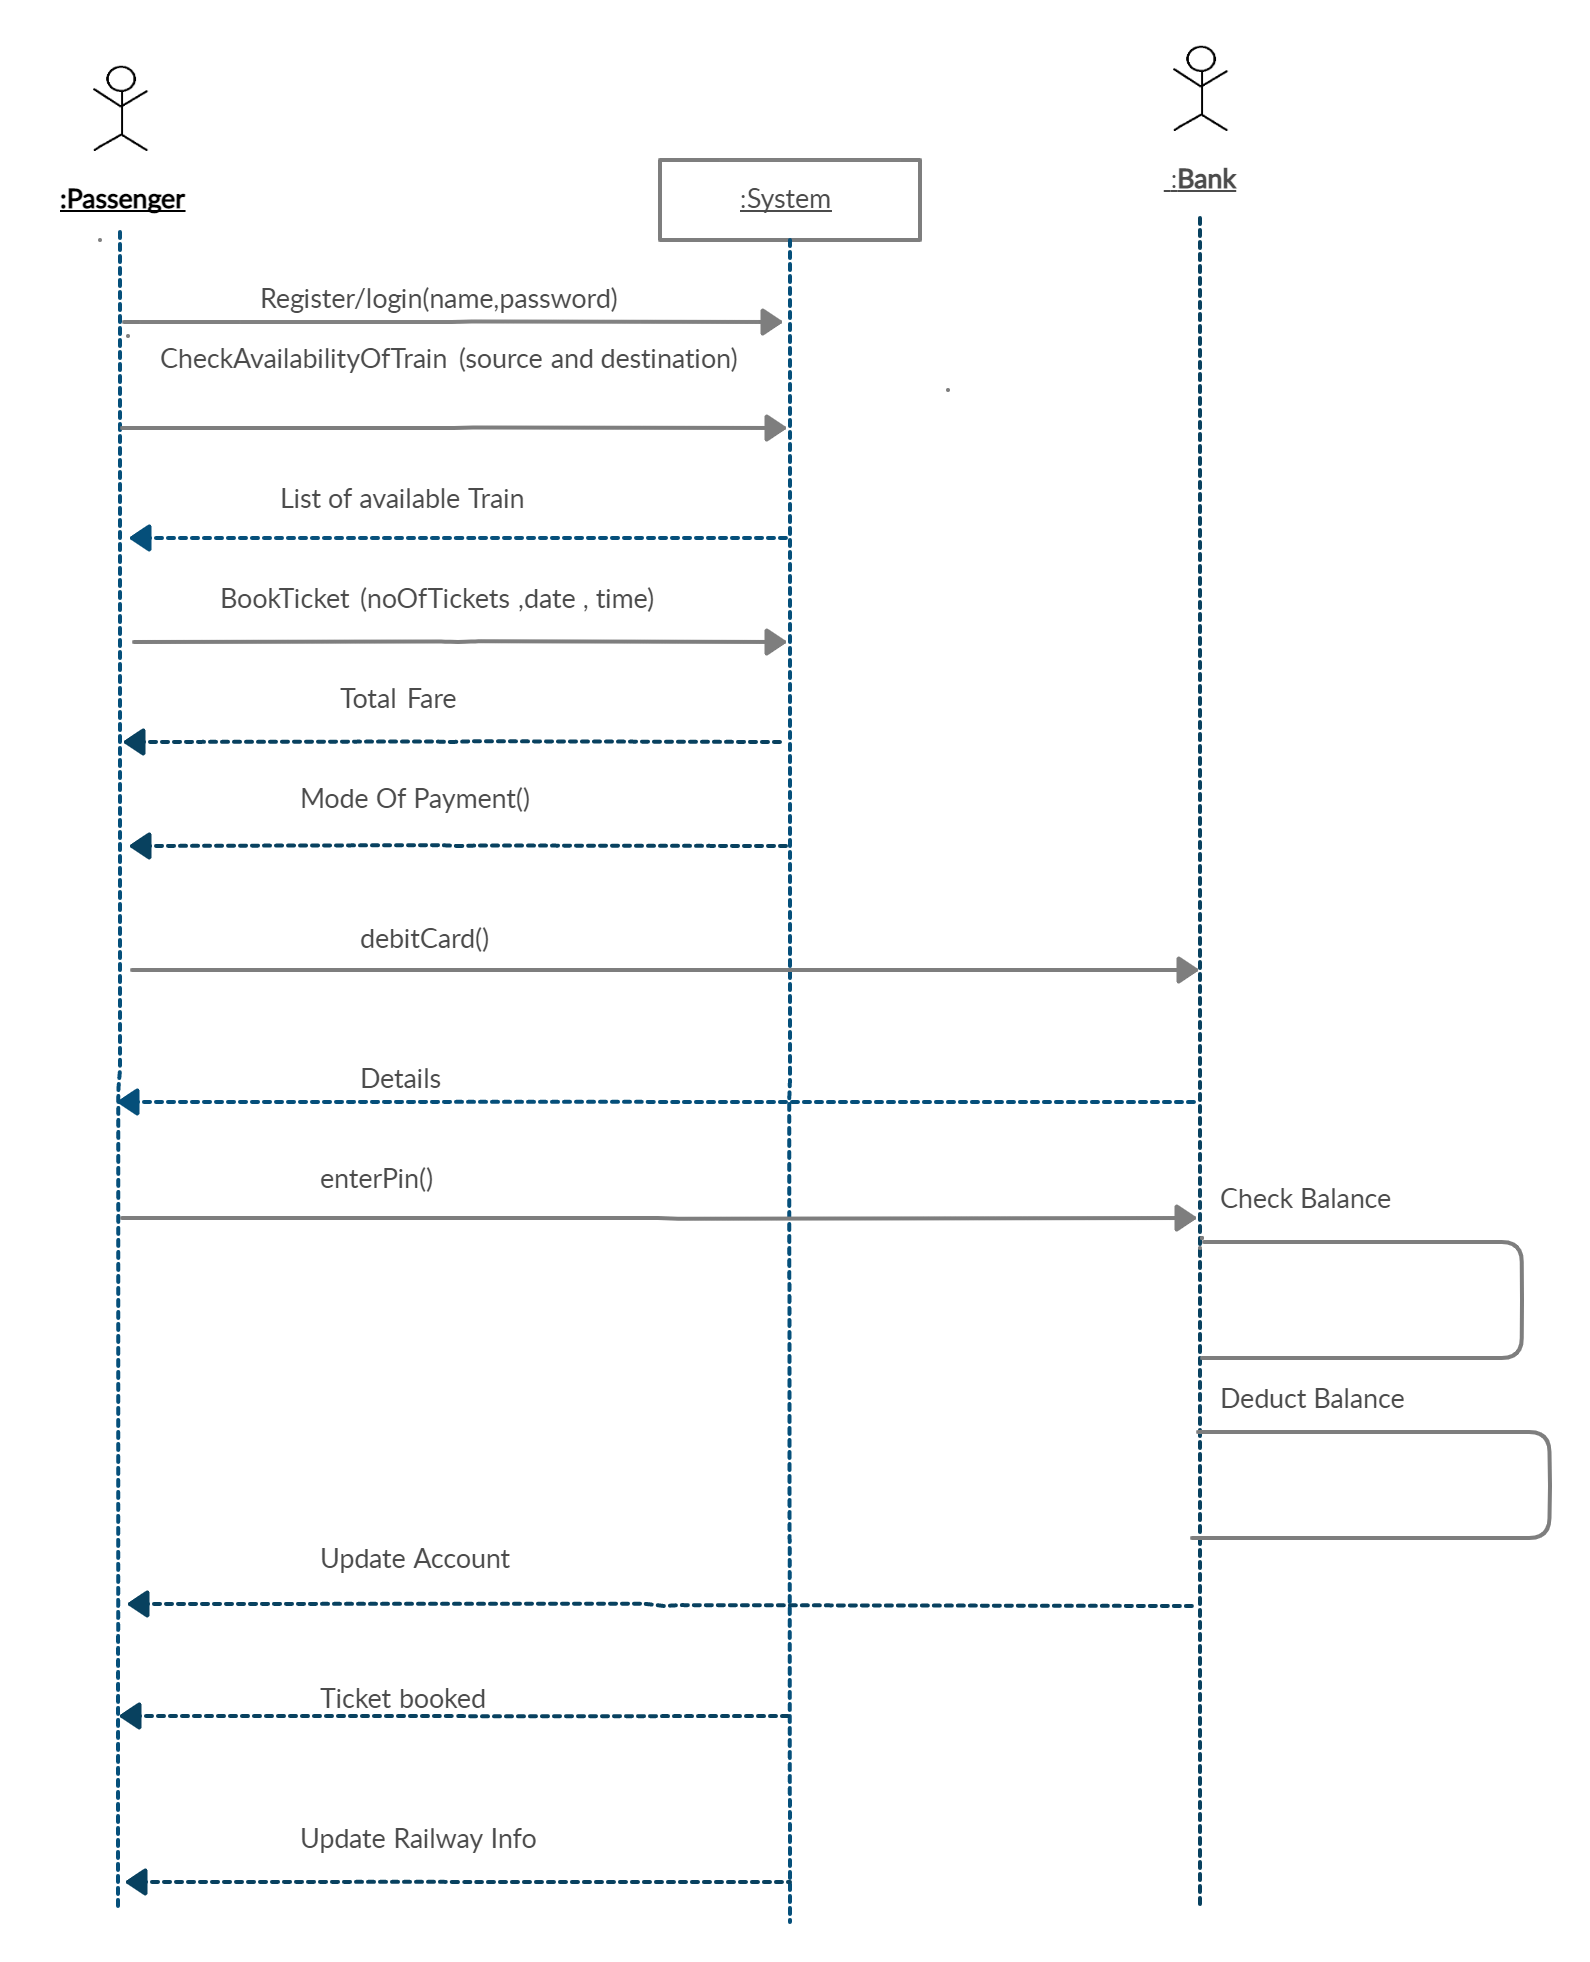 :Passenger
:System
:Bank
Register/login(name,password)
CheckAvailabilityOfTrain (source and destination)
List of available Train
BookTicket (noOfTickets ,date , time)
Total Fare
Mode Of Payment()
debitCard()
Details
enterPin()
Check Balance
Deduct Balance
Update Account
Ticket booked
Update Railway Info